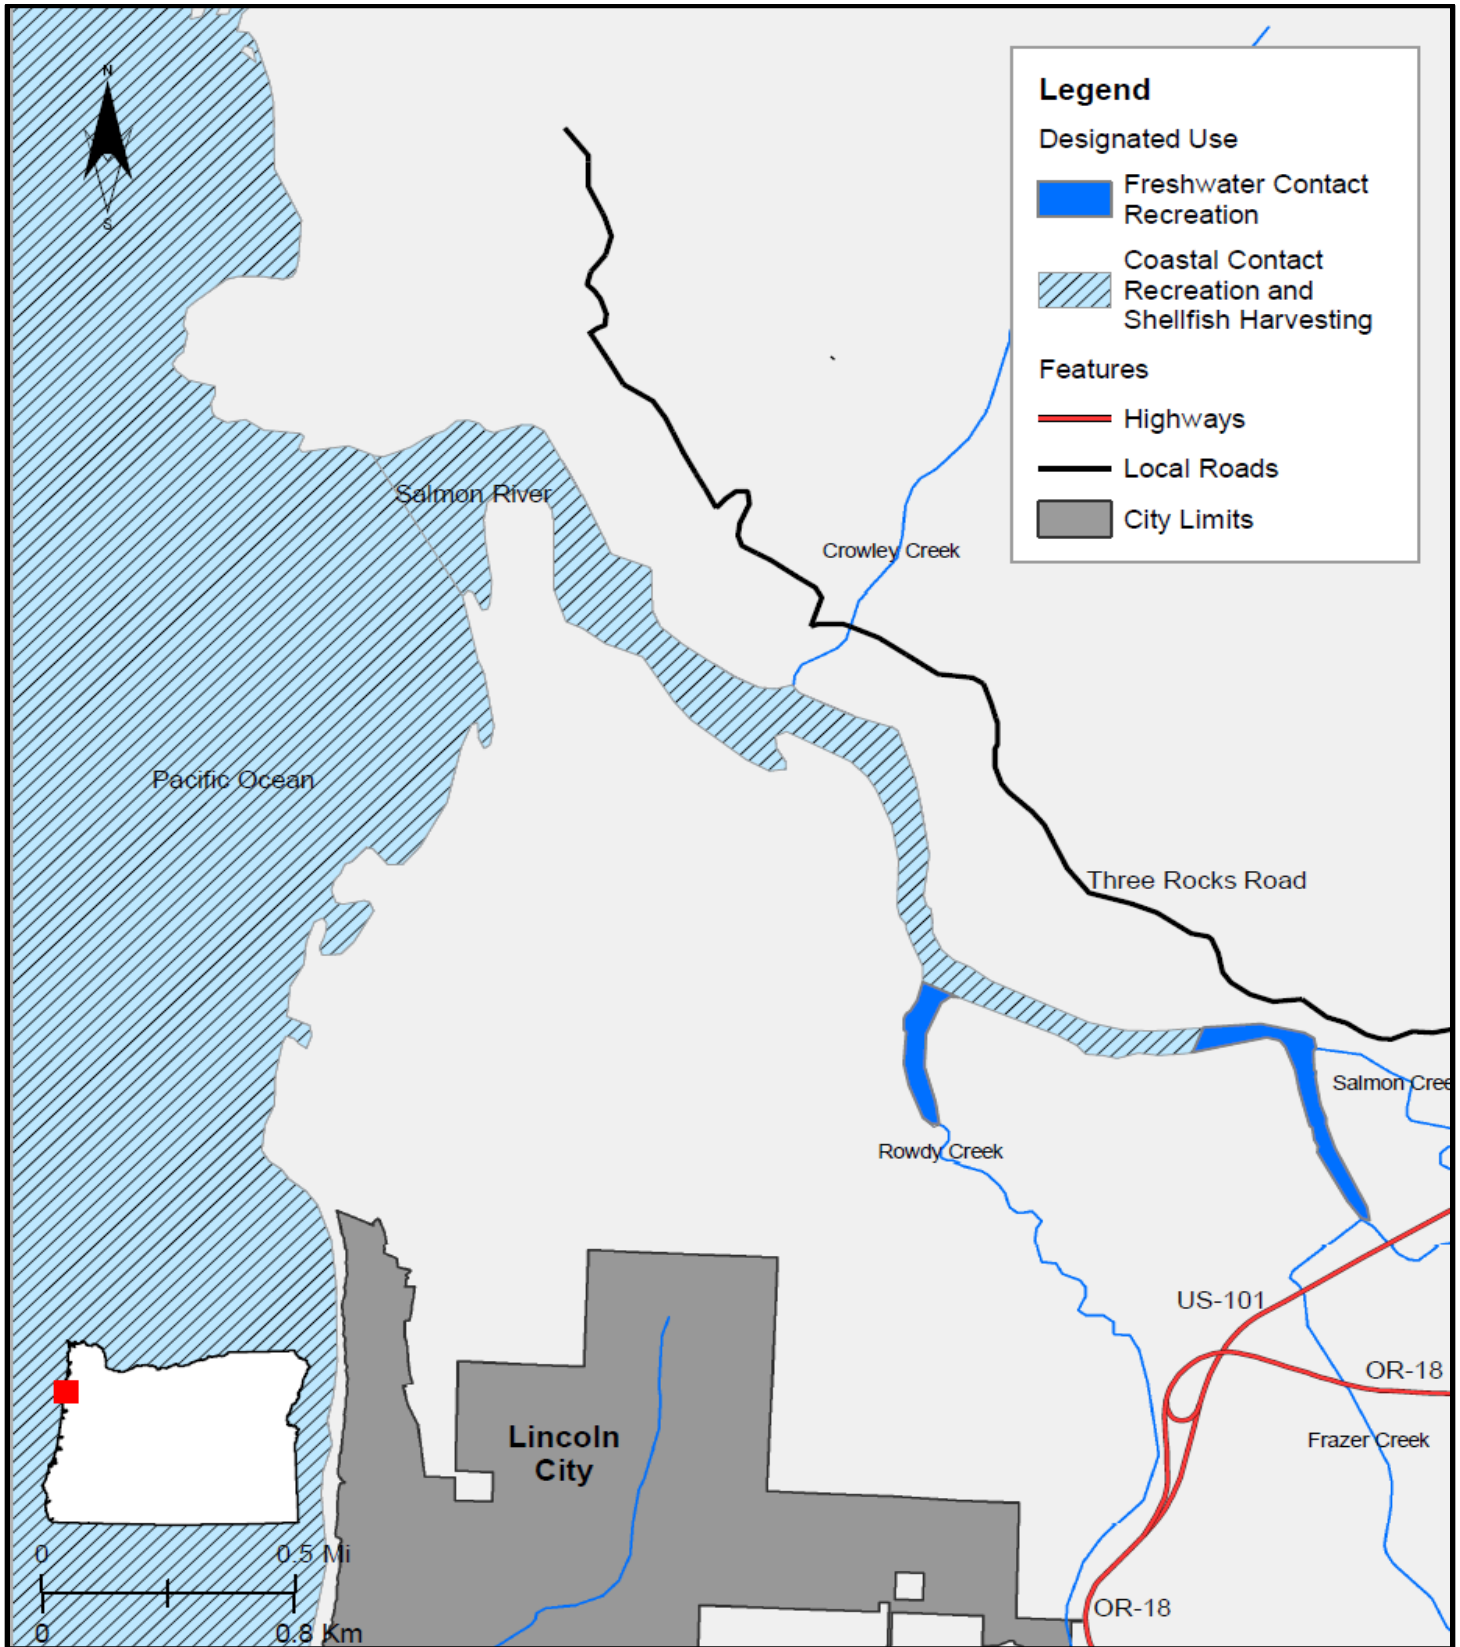 N
S
Legend
Designated Use
Freshwater Contact
Recreation
Coastal Contact
Recreation and
Shellfish Harvesting
Features
Highways
Local Roads
City Limits
Salmon River
Crowley Creek
Pacific Ocean
Three Rocks Road
Salmon Cree
Rowdy Creek
US-101
OR-18
Lincoln
City
Frazer Creek
0 0.5 Mi
OR-18
0 0.8 Km